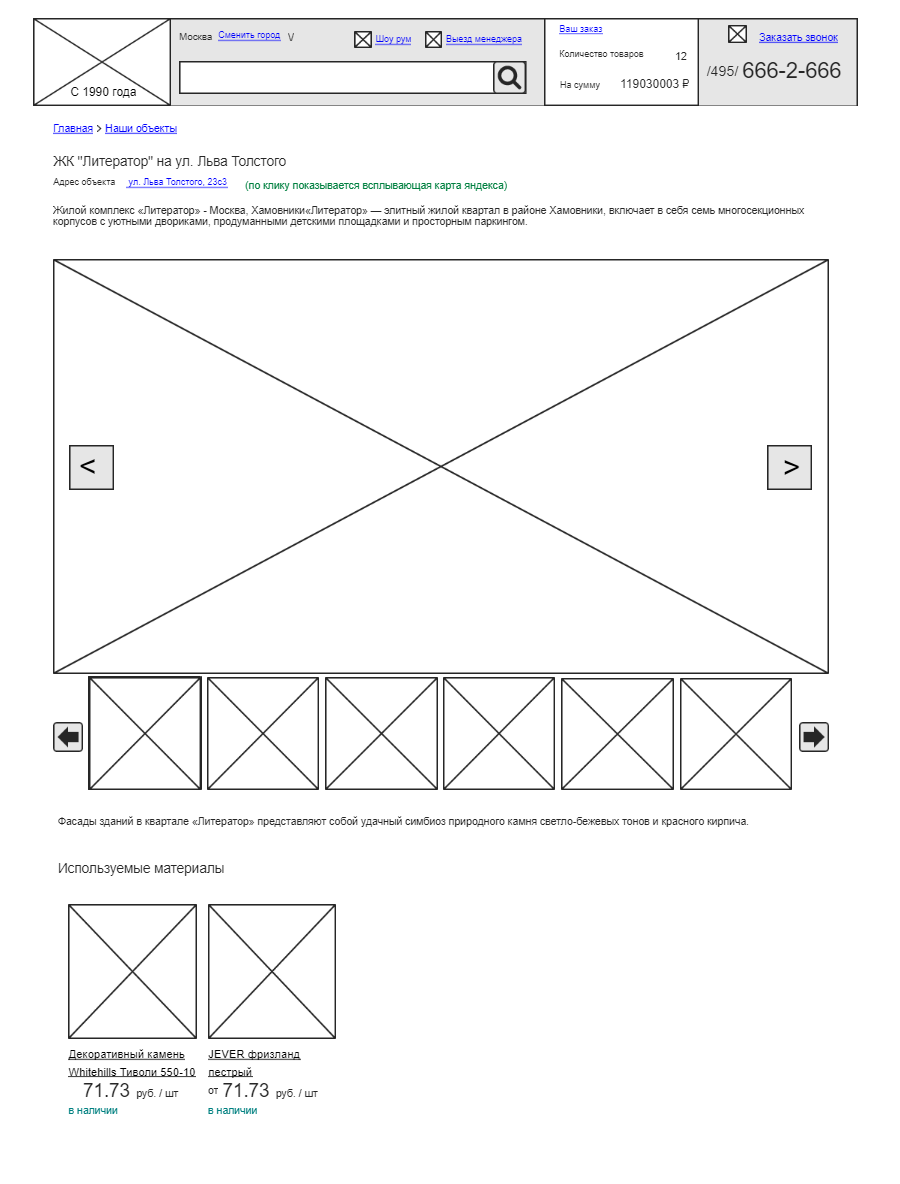 С 1990 года
Москва Сменить город V
Шоу рум Выезд менеджера
Ваш заказ
Количество товаров 12
На сумму 119030003 ₽
Заказать звонок
/495/ 666-2-666
Главная > Наши объекты
ЖК "Литератор" на ул. Льва Толстого
Адрес объекта ул. Льва Толстого, 23с3 (по клику показывается всплывающая карта яндекса)
Жилой комплекс «Литератор» - Москва, Хамовники«Литератор» — элитный жилой квартал в районе Хамовники, включает в себя семь многосекционных
корпусов с уютными двориками, продуманными детскими площадками и просторным паркингом.
< >
Фасады зданий в квартале «Литератор» представляют собой удачный симбиоз природного камня светло-бежевых тонов и красного кирпича.
Используемые материалы
Декоративный камень
Whitehills Тиволи 550-10
71.73 руб. / шт
в наличии
JEVER фризланд
пестрый
от 71.73 руб. / шт
в наличии